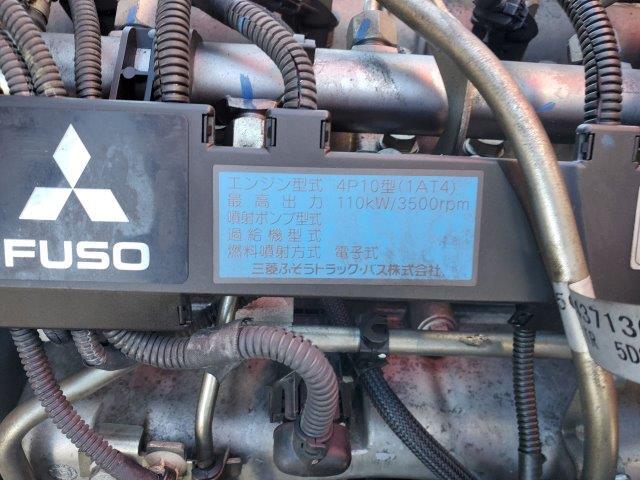 FUSO
エンジン型式 4P10型(1AT4)
最高出力 110kW/3500rpm
噴射ポンプ型式
過給機型式
燃料噴射方式 電子式
三菱ふそうトラック・バス株式会社
5D